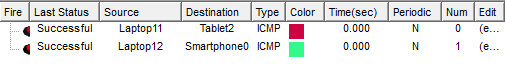 Fire Last Status Source Destination Type Color Time(sec) Periodic Num Edit
Successful Laptop11 Tablet2 ICMP 0.000 N 0 (e...
Successful Laptop12 Smartphone0 ICMP 0.000 N 1 (e...